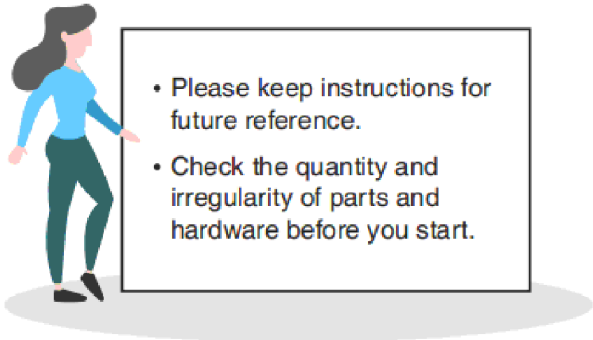 • Please keep instructions for
future reference.
• Check the quantity and
irregularity of parts and
hardware before you start.